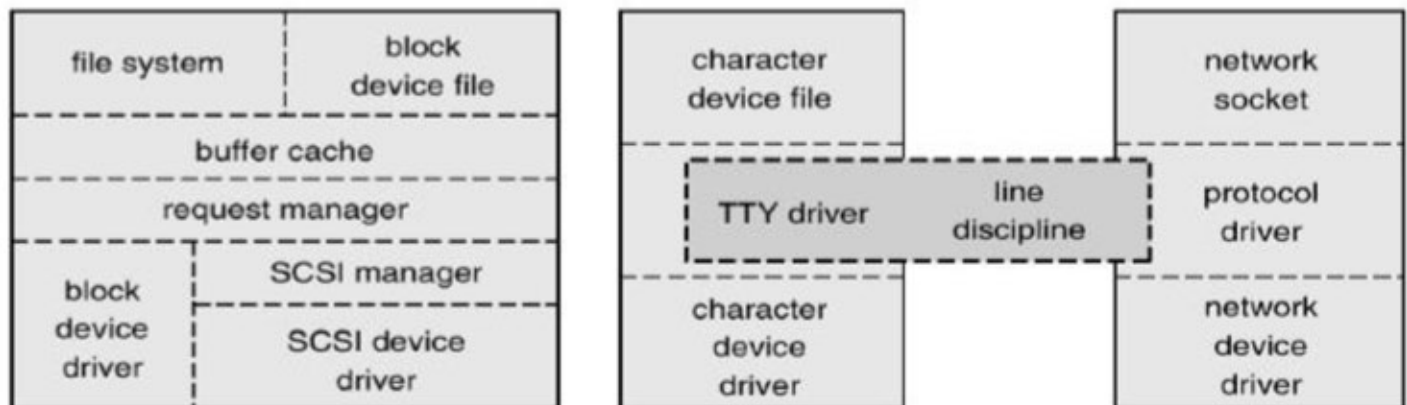 file system
block
device file
buffer cache
request manager
block
device
driver
SCSI manager
SCSI device
driver
character
device file
TTY driver
line
discipline
character
device
driver
network
socket
protocol
driver
network
device
driver